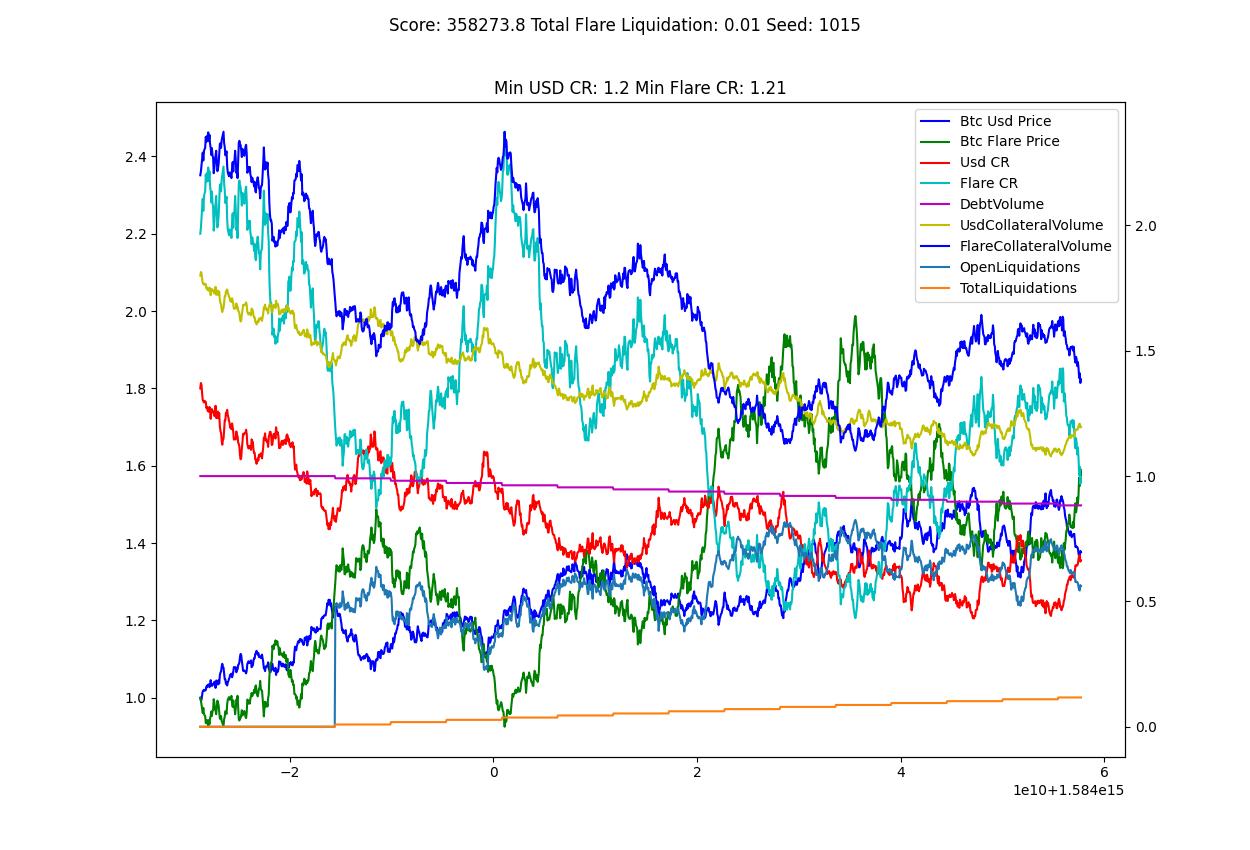 Score: 358273.8 Total Flare Liquidation: 0.01 Seed: 1015
Min USD CR: 1.2 Min Flare CR: 1.21
Btc Usd Price
Btc Flare Price
Usd CR
Flare CR
DebtVolume
UsdCollateralVolume
FlareCollateralVolume
OpenLiquidations
TotalLiquidations
2.4
2.2
2.0
1.8
1.6
1.4
1.2
1.0
2.0
1.5
1.0
0.5
0.0
−2 0 2 4 6
1e10+1.584e15